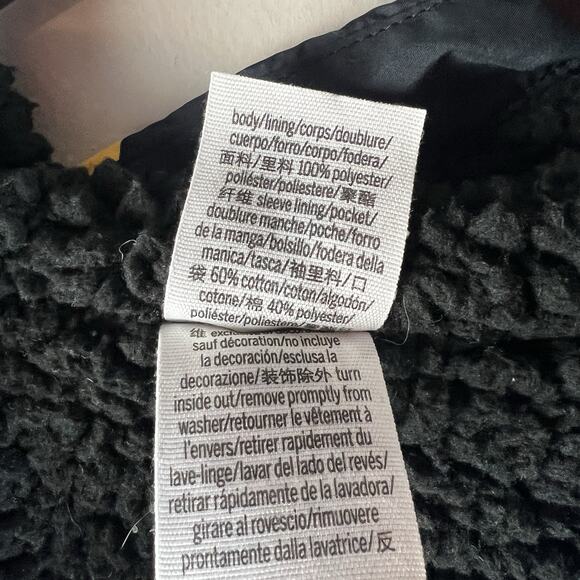 body/lining/corps/doublure/
cuerpo/forro/corpo/fodera/
面料/里料 100% polyester/
poliéster/poliestere/聚酯
纤维 sleeve lining/pocket/
doublure manche/poche/forro
de la manga/bolsillo/fodera della
manica/tasca/袖里料/口
袋 60% cotton/coton/algodón/
cotone/棉 40% polyester/
poliéster/poliestere
维
sauf décoration/no incluye
la decoración/esclusa la
decorazione/装饰除外 turn
inside out/remove promptly from
washer/retourner le vêtement à
l'envers/retirer rapidement du
lave-linge/lavar del lado del revés/
retirar rápidamente de la lavadora/
girare al rovescio/rimuovere
prontamente dalla lavatrice/反